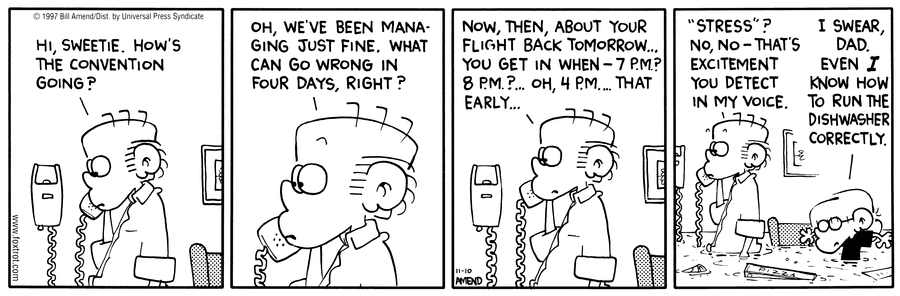 © 1997 Bill Amend/Dist. by Universal Press Syndicate
HI, SWEETIE. HOW'S
THE CONVENTION
GOING?
www.foxtrot.com
OH, WE'VE BEEN MANA-
GING JUST FINE. WHAT
CAN GO WRONG IN
FOUR DAYS, RIGHT?
NOW, THEN, ABOUT YOUR
FLIGHT BACK TOMORROW...
YOU GET IN WHEN – 7 P.M.?
8 P.M.?... OH, 4 P.M.... THAT
EARLY...
11-10
AMEND
"STRESS"?
NO, NO – THAT'S
EXCITEMENT
YOU DETECT
IN MY VOICE.
I SWEAR,
DAD.
EVEN I
KNOW HOW
TO RUN THE
DISHWASHER
CORRECTLY.
PIZZA